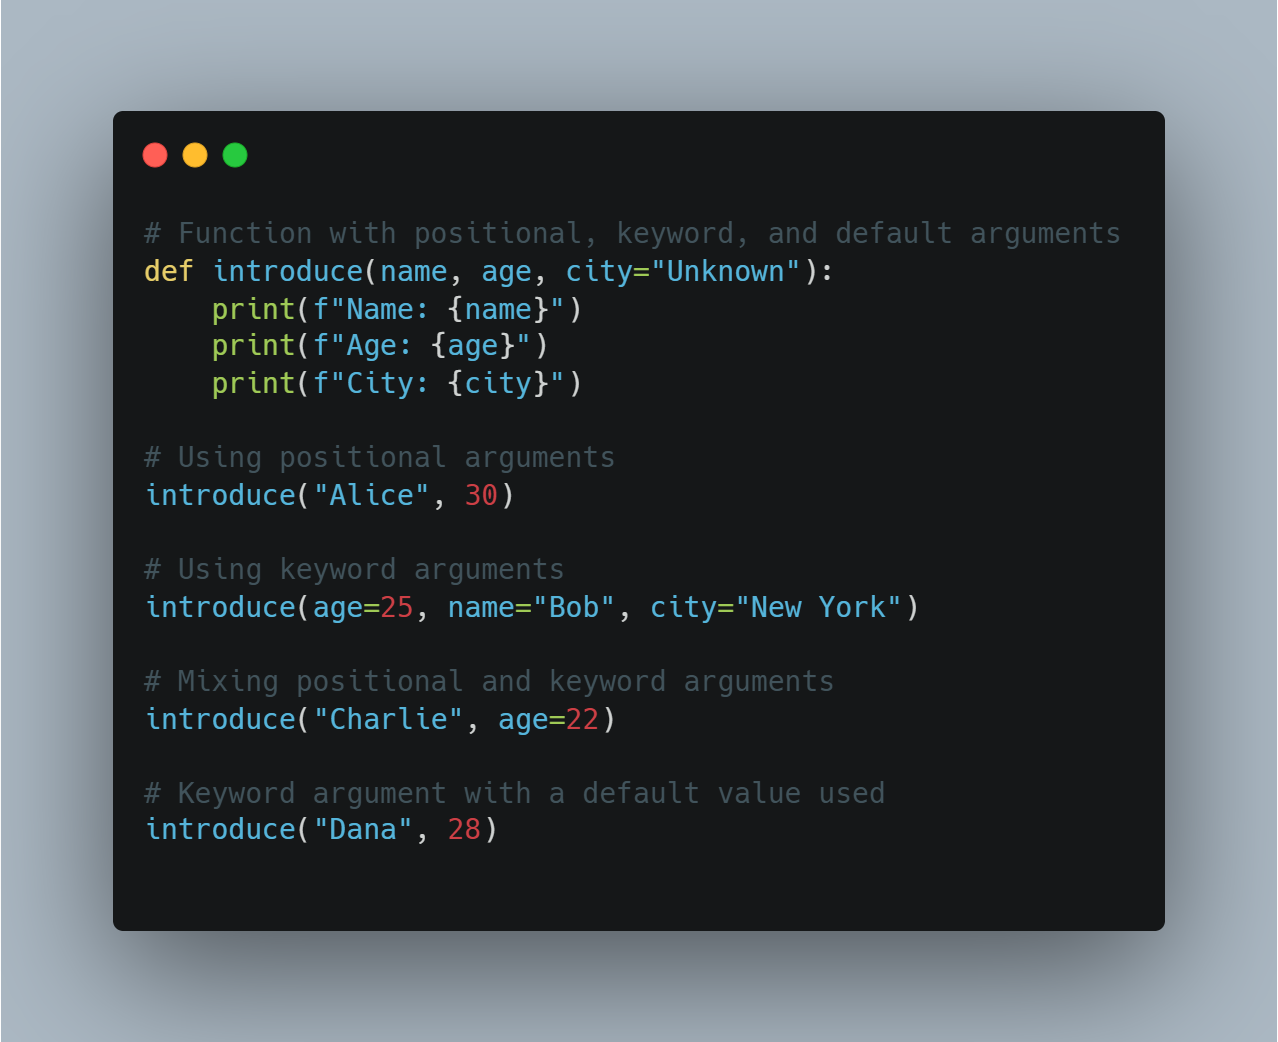 # Function with positional, keyword, and default arguments
def introduce(name, age, city="Unknown"):
    print(f"Name: {name}")
    print(f"Age: {age}")
    print(f"City: {city}")

# Using positional arguments
introduce("Alice", 30)

# Using keyword arguments
introduce(age=25, name="Bob", city="New York")

# Mixing positional and keyword arguments
introduce("Charlie", age=22)

# Keyword argument with a default value used
introduce("Dana", 28)